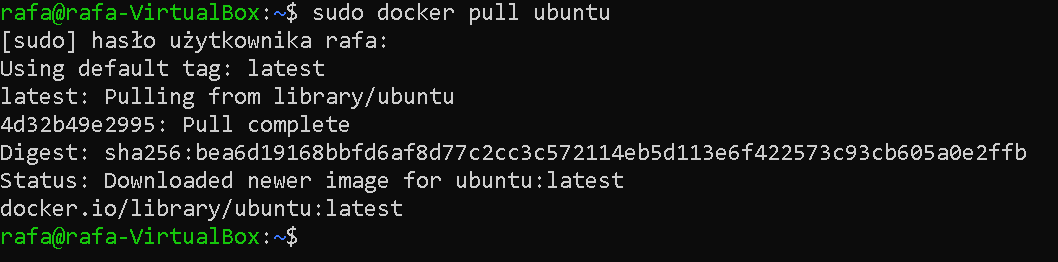 rafa@rafa-VirtualBox:~$ sudo docker pull ubuntu
[sudo] hasło użytkownika rafa:
Using default tag: latest
latest: Pulling from library/ubuntu
4d32b49e2995: Pull complete
Digest: sha256:bea6d19168bbfd6af8d77c2cc3c572114eb5d113e6f422573c93cb605a0e2ffb
Status: Downloaded newer image for ubuntu:latest
docker.io/library/ubuntu:latest
rafa@rafa-VirtualBox:~$